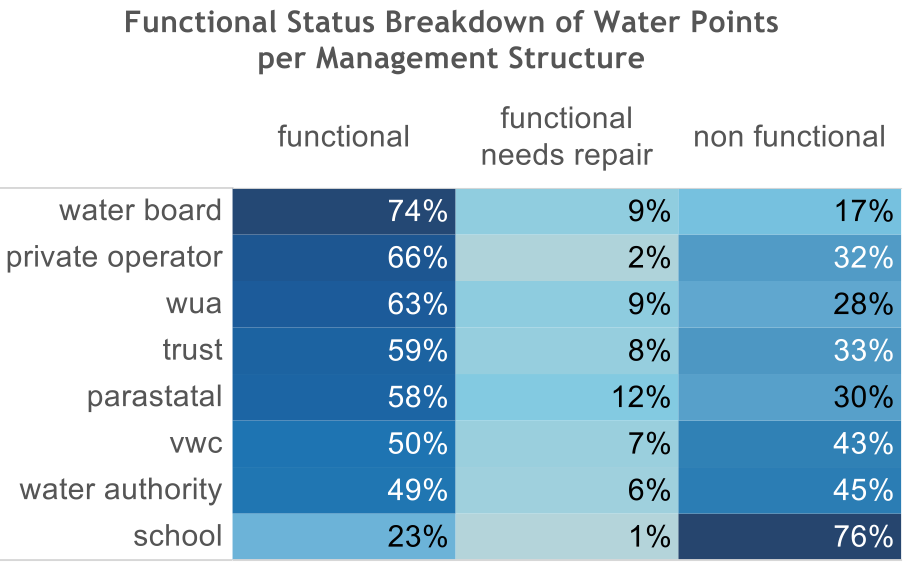 Functional Status Breakdown of Water Points
per Management Structure
functional
functional
needs repair
non functional
water board 74% 9% 17%
private operator 66% 2% 32%
wua 63% 9% 28%
trust 59% 8% 33%
parastatal 58% 12% 30%
vwc 50% 7% 43%
water authority 49% 6% 45%
school 23% 1% 76%